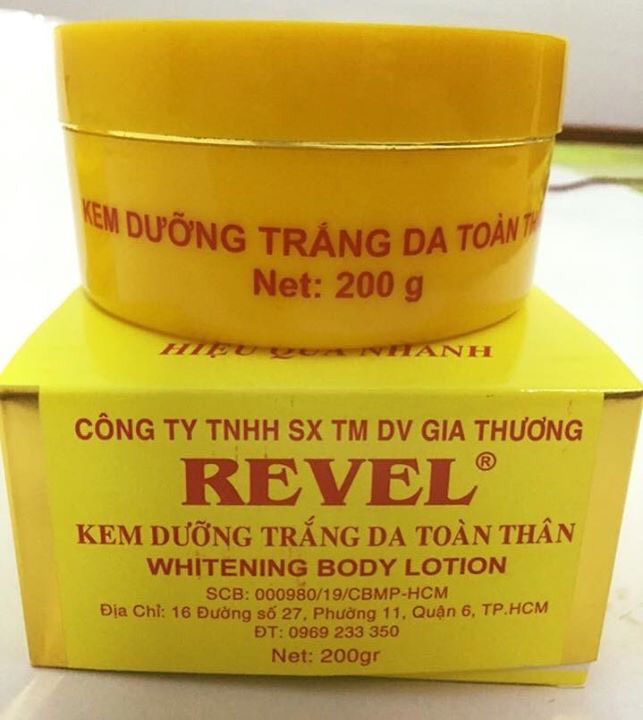 KEM DƯỠNG TRẮNG DA TOÀN
Net: 200 g
HIỆU QUẢ NHANH
CÔNG TY TNHH SX TM DV GIA THƯƠNG
REVEL®
KEM DƯỠNG TRẮNG DA TOÀN THÂN
WHITENING BODY LOTION
SCB: 000980/19/CBMP-HCM
Địa Chỉ: 16 Đường số 27, Phường 11, Quận 6, TP.HCM
ĐT: 0969 233 350
Net: 200gr